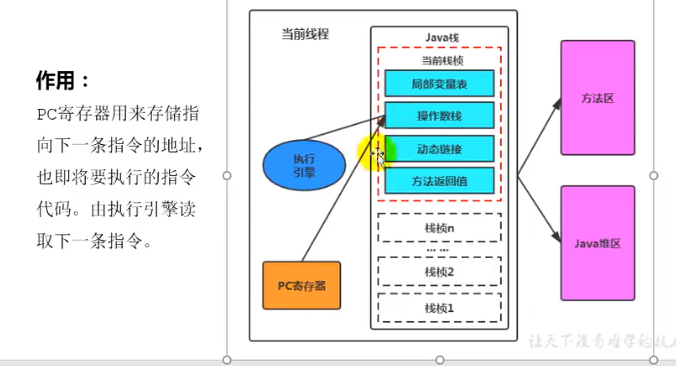 作用：
PC寄存器用来存储指
向下一条指令的地址，
也即将要执行的指令
代码。由执行引擎读
取下一条指令。
当前线程
Java栈
当前栈桢
局部变量表
操作数栈
动态链接
方法返回值
执行
引擎
PC寄存器
栈桢n
... ...
栈桢2
栈桢1
方法区
Java堆区
让天下没有难学的技